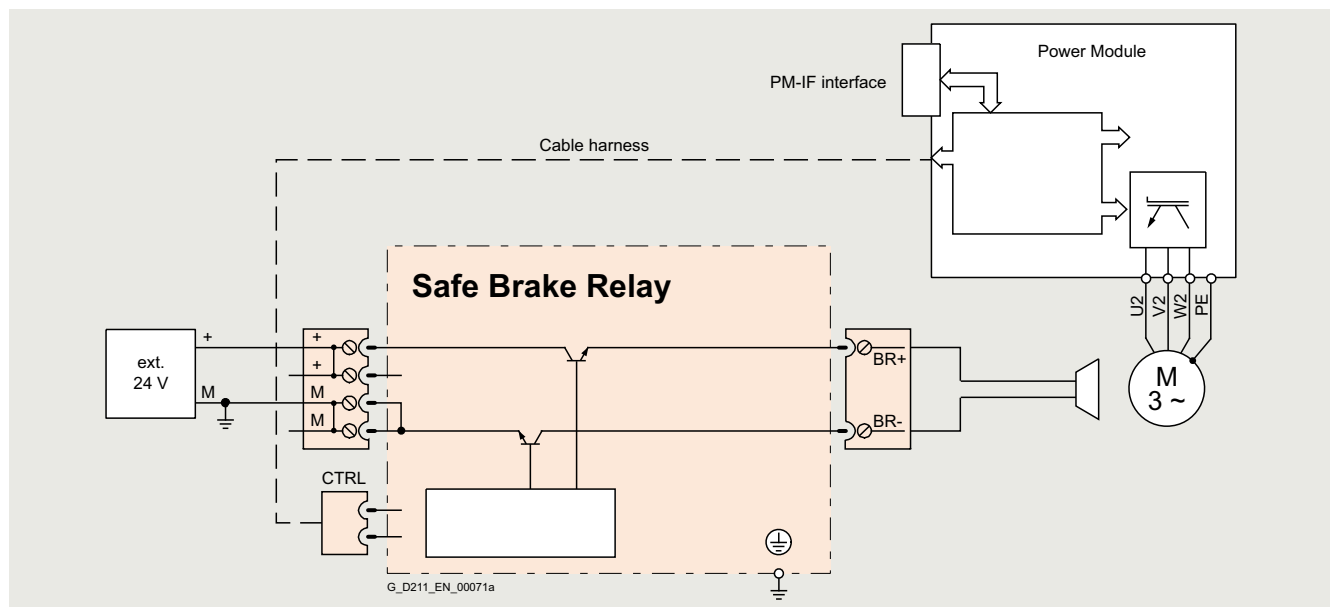 Power Module
PM-IF interface
Cable harness
Safe Brake Relay
U2
V2
W2
PE
ext.
24 V
+
M
+
+
M
M
BR+
BR-
M
3 ~
CTRL
G_D211_EN_00071a